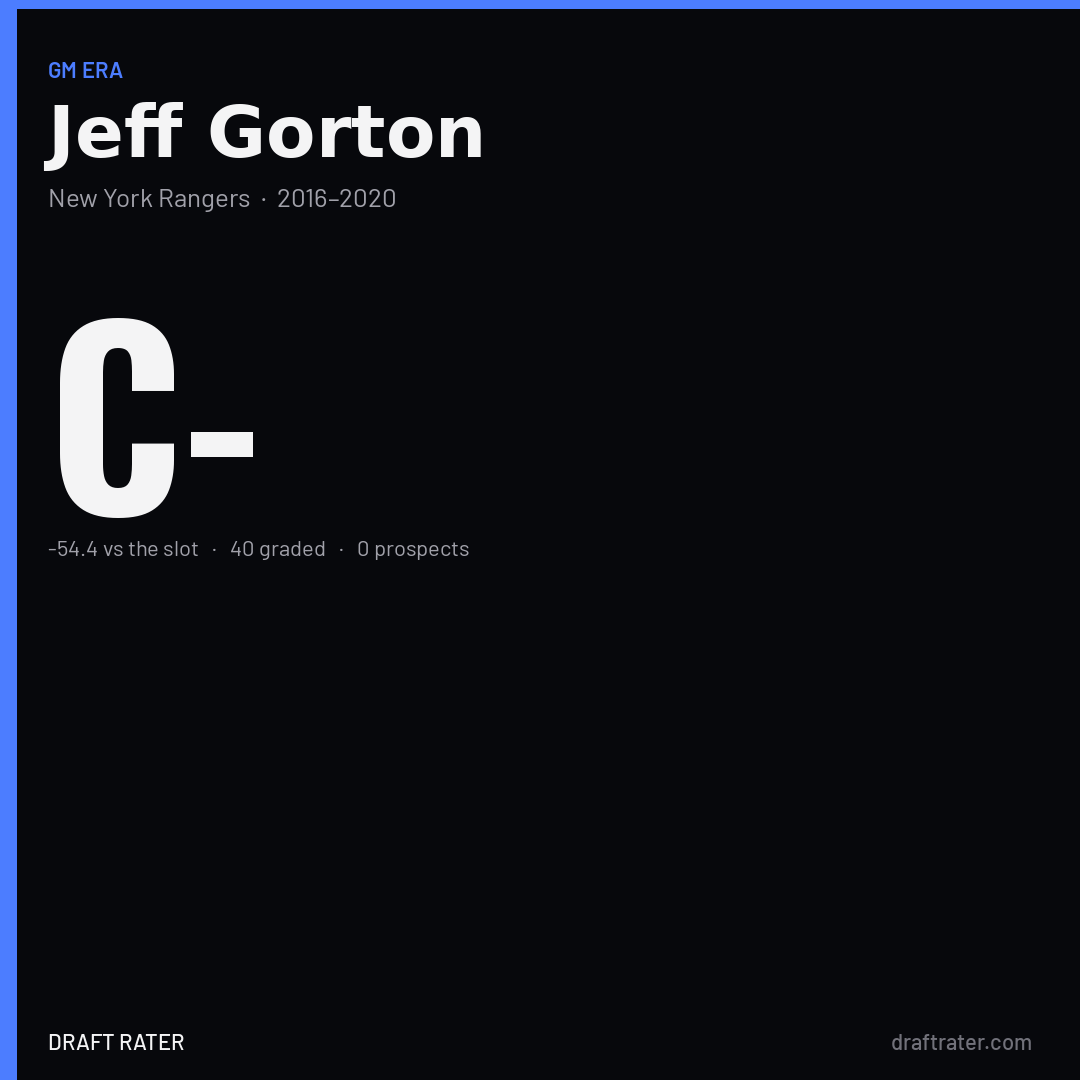 GM ERA
Jeff Gorton
New York Rangers · 2016–2020
C-
-54.4 vs the slot · 40 graded · 0 prospects
DRAFT RATER
draftrater.com